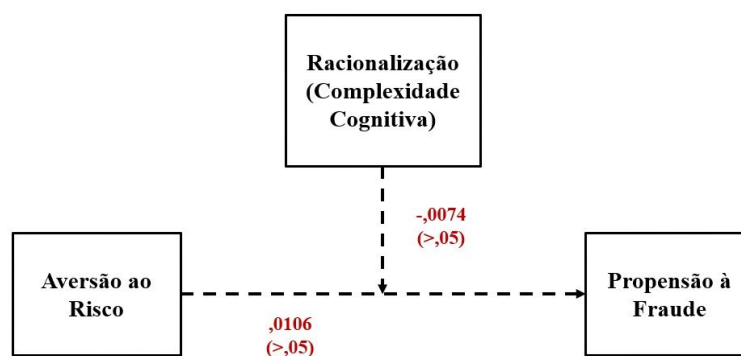 Racionalização
(Complexidade
Cognitiva)
-,0074
(>,05)
Aversão ao
Risco
Propensão à
Fraude
,0106
(>,05)